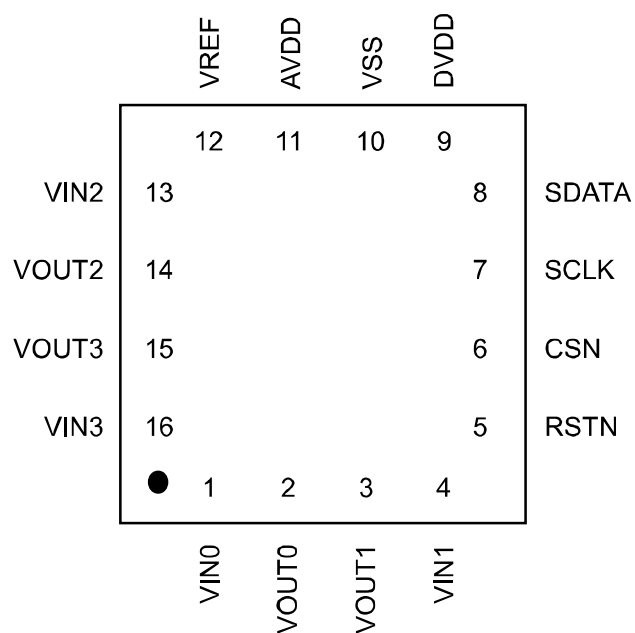 VREF AVDD VSS DVDD
12 11 10 9
VIN2 13 8 SDATA
VOUT2 14 7 SCLK
VOUT3 15 6 CSN
VIN3 16 5 RSTN
1 2 3 4
VIN0 VOUT0 VOUT1 VIN1